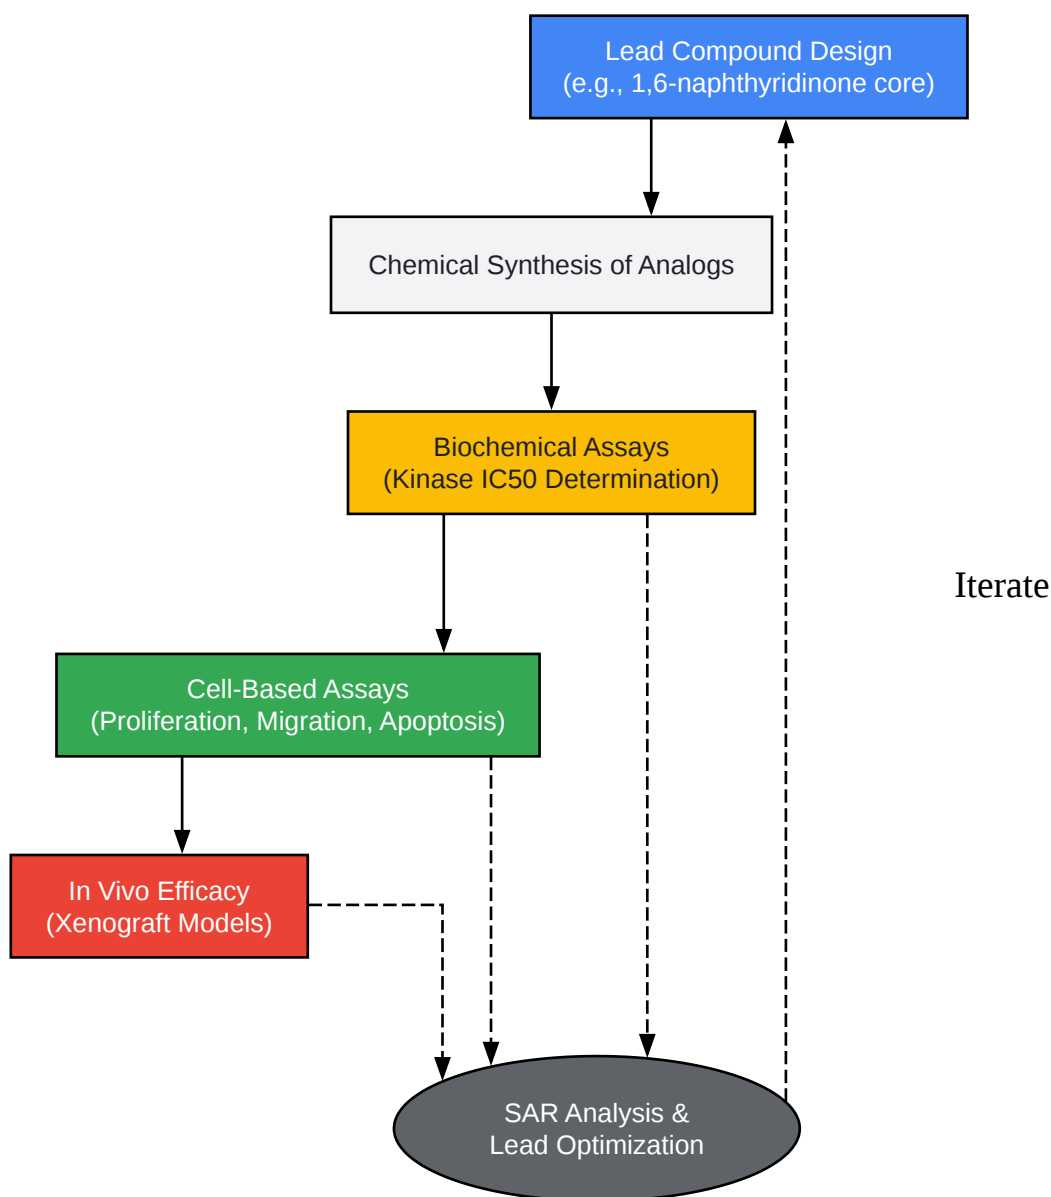 Lead Compound Design
(e.g., 1,6-naphthyridinone core)
Chemical Synthesis of Analogs
Biochemical Assays
(Kinase IC50 Determination)
Iterate
Cell-Based Assays
(Proliferation, Migration, Apoptosis)
In Vivo Efficacy
(Xenograft Models)
SAR Analysis &
Lead Optimization